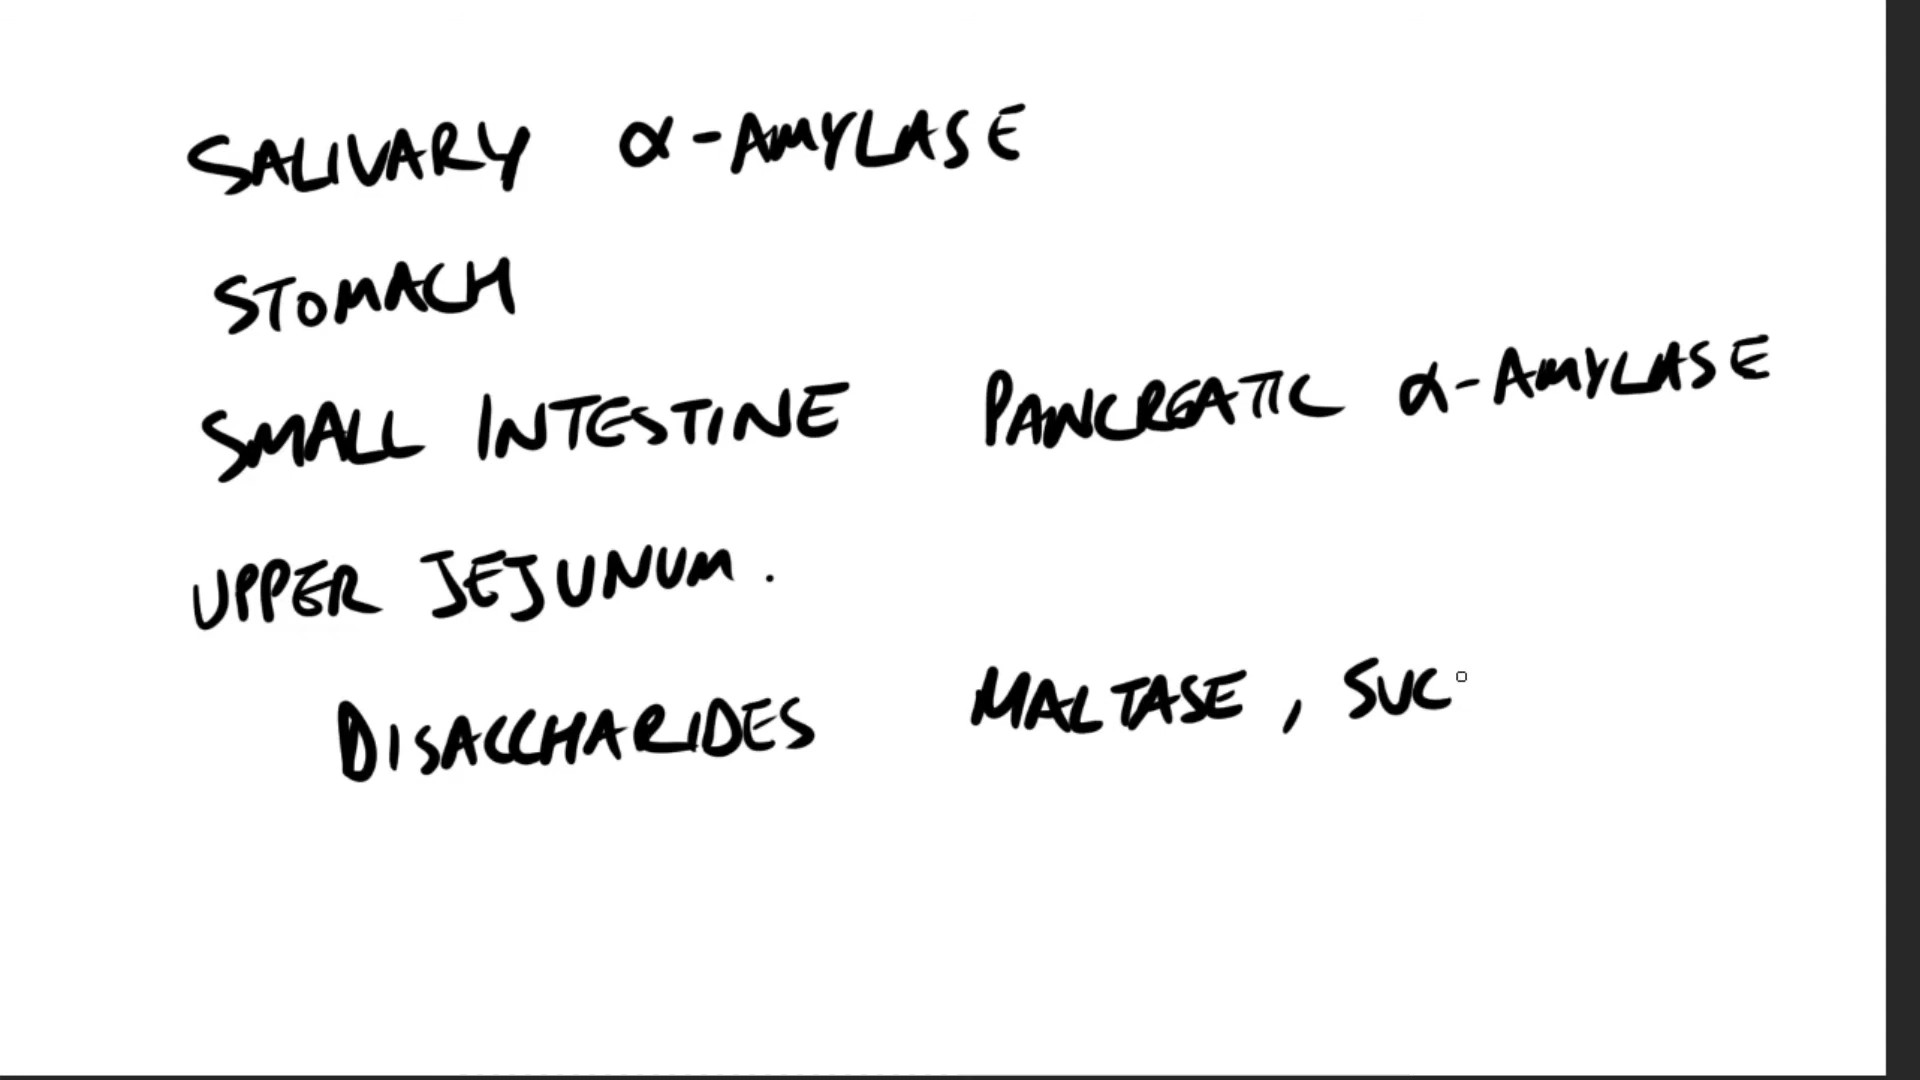 SALIVARY α-AMYLASE
STOMACH
SMALL INTESTINE PANCREATIC α-AMYLASE
UPPER JEJUNUM.
DISACCHARIDES MALTASE, SUC